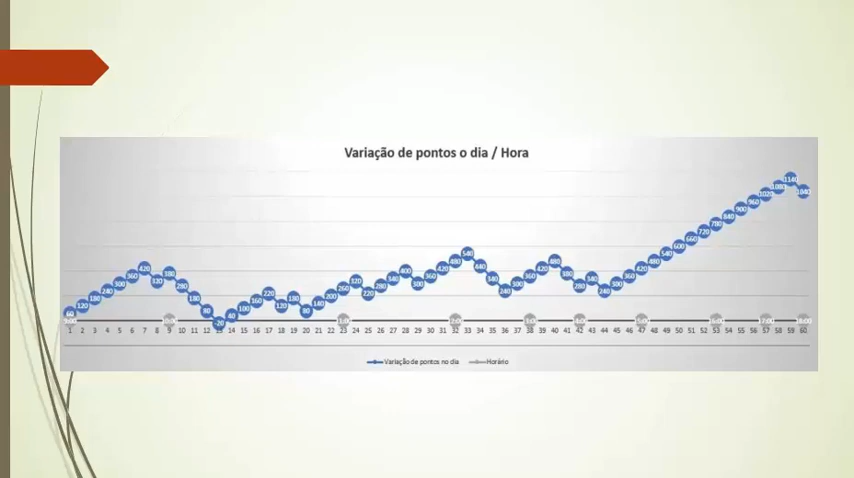 Variação de pontos o dia / Hora
60 120 180 240 300 360 420 320 380 280 180 80 -20 40 100 160 220 120 180 80 140 200 260 320 220 280 340 400 300 360 420 480 540 440 340 240 300 360 420 480 380 280 340 240 300 360 420 480 540 600 660 720 780 840 900 960 1020 1080 1140 1040
1 2 3 4 5 6 7 8 9 10 11 12 13 14 15 16 17 18 19 20 21 22 23 24 25 26 27 28 29 30 31 32 33 34 35 36 37 38 39 40 41 42 43 44 45 46 47 48 49 50 51 52 53 54 55 56 57 58 59 60
Variação de pontos no dia Horário